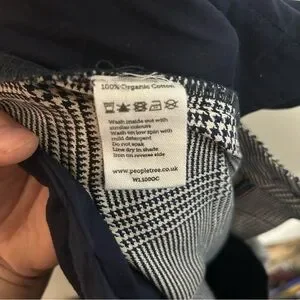 100% Organic Cotton
Wash inside out with
similar colours
Wash on low spin with
mild detergent
Do not soak
Line dry in shade
Iron on reverse side
www.peopletree.co.uk